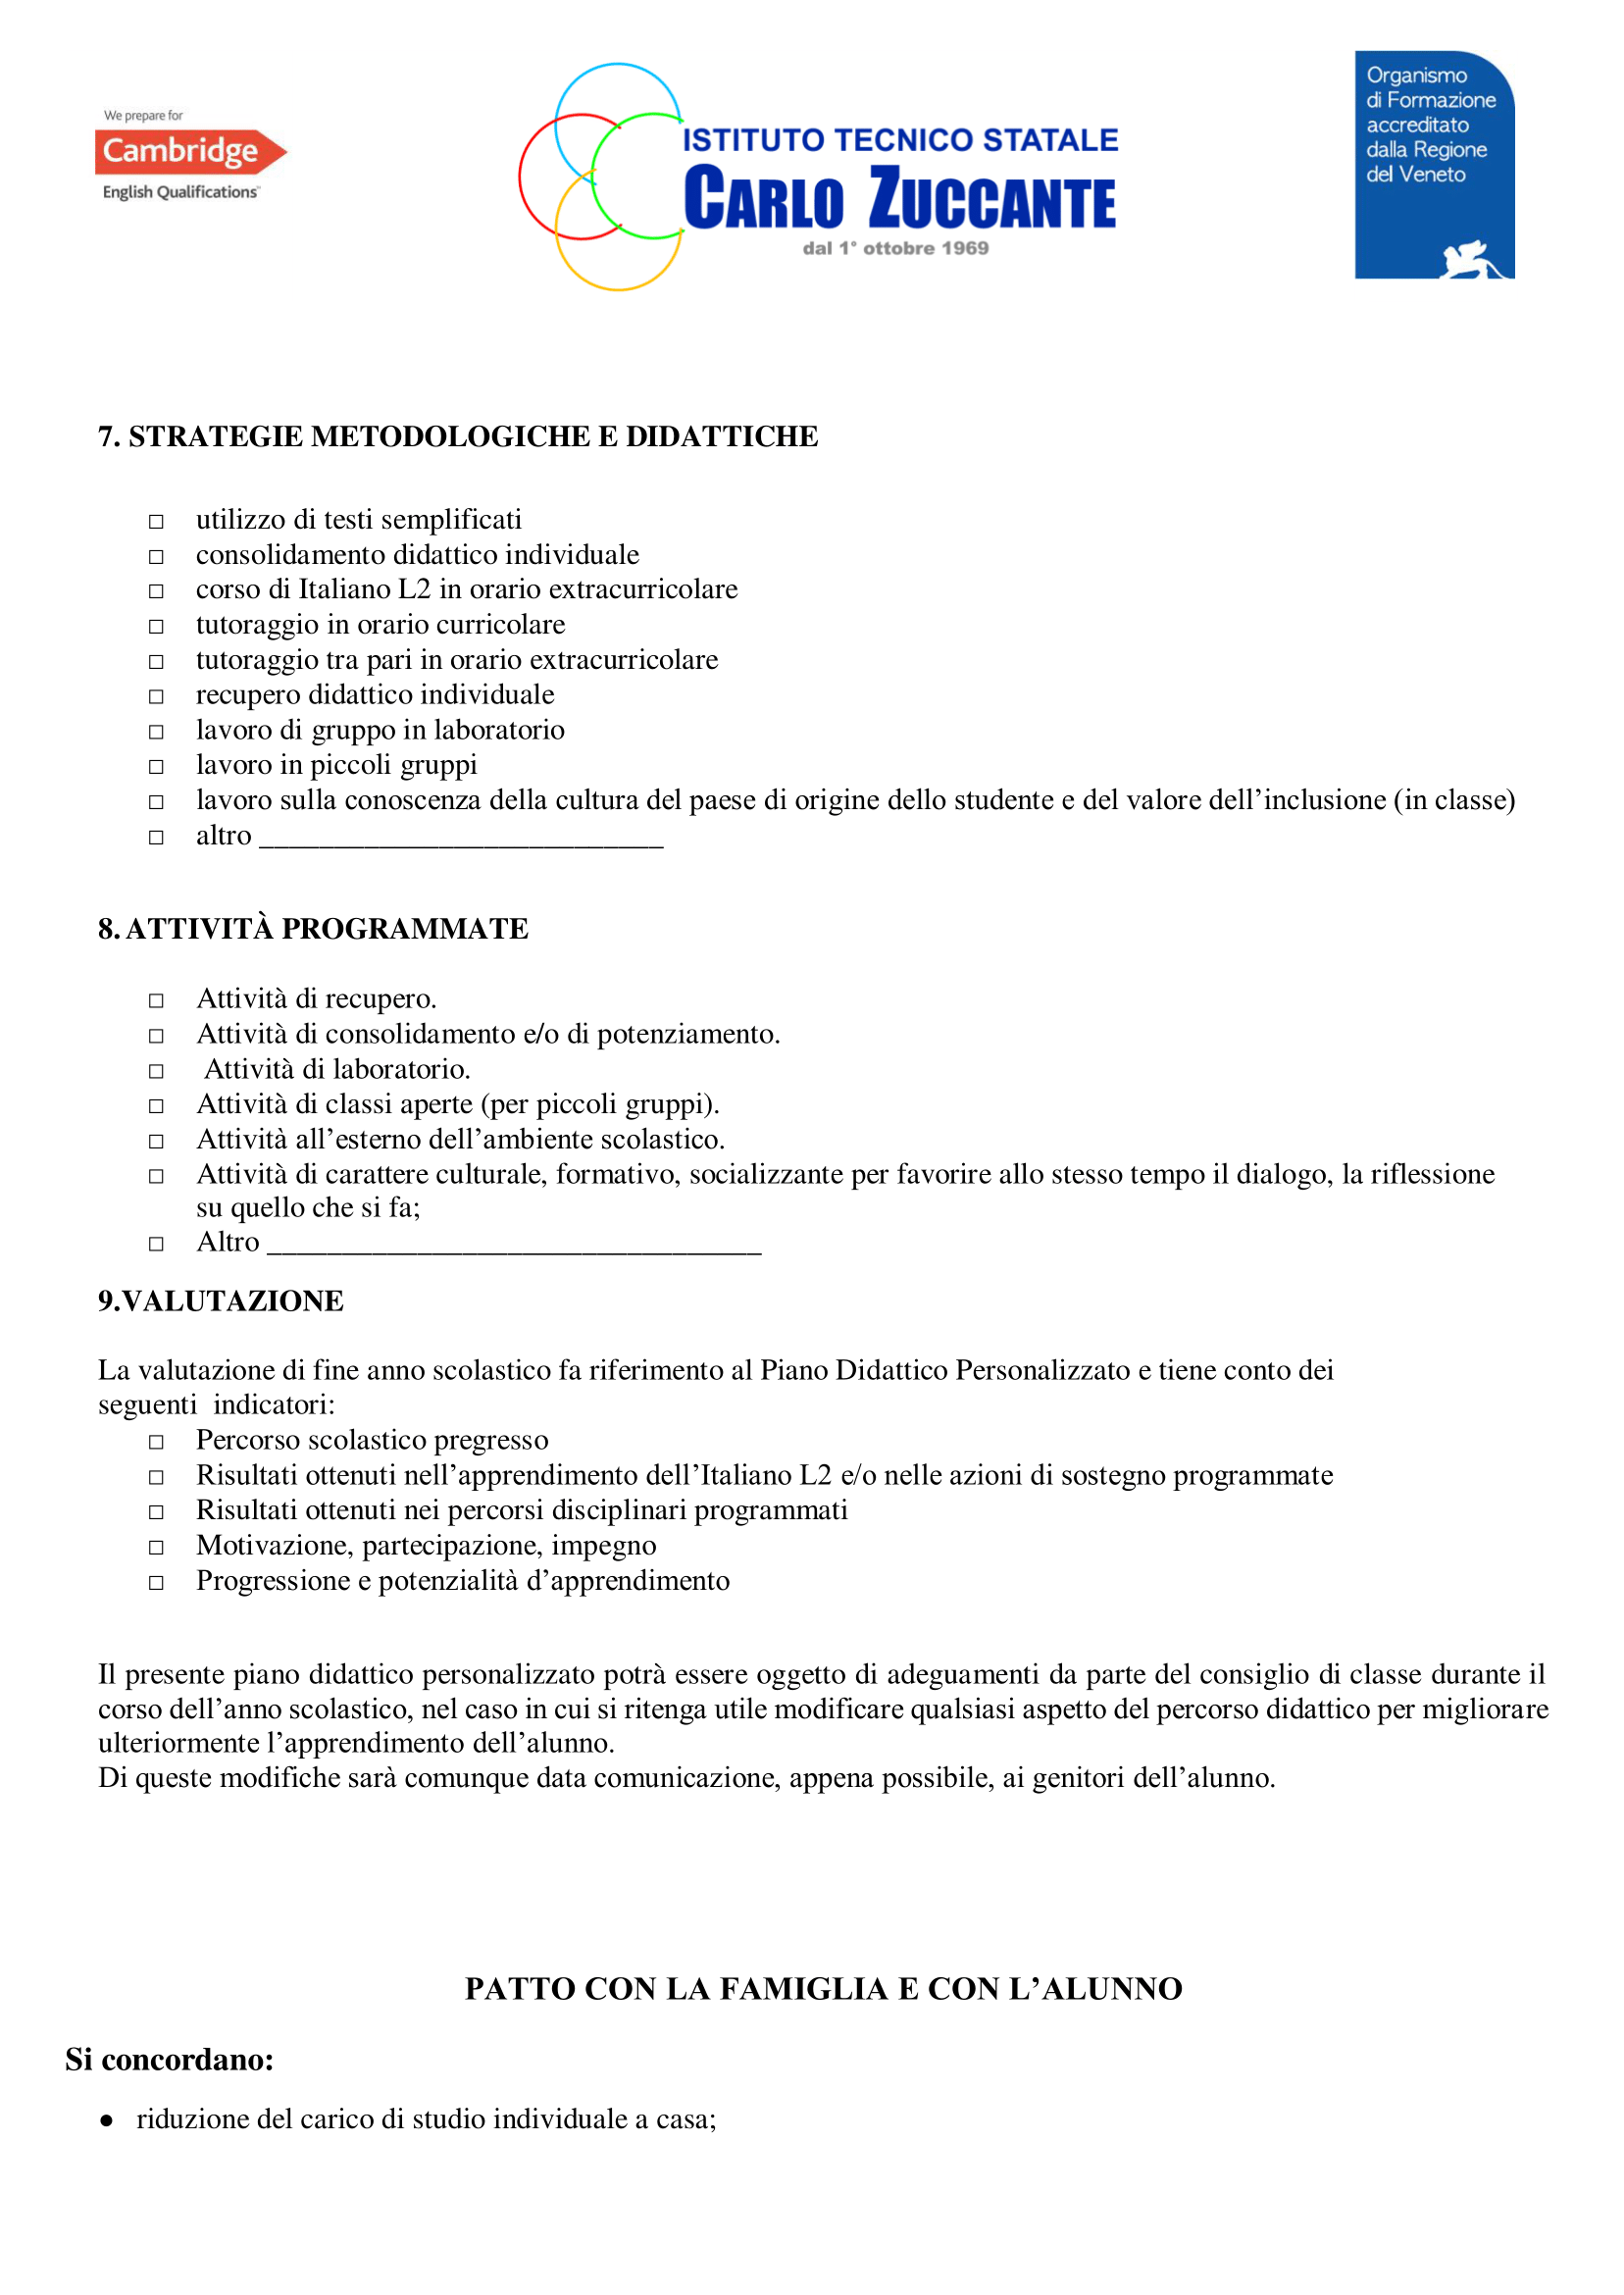 We prepare for
Cambridge
English Qualifications™
ISTITUTO TECNICO STATALE
CARLO ZUCCANTE
dal 1° ottobre 1969
Organismo
di Formazione
accreditato
dalla Regione
del Veneto
7. STRATEGIE METODOLOGICHE E DIDATTICHE
□ utilizzo di testi semplificati
□ consolidamento didattico individuale
□ corso di Italiano L2 in orario extracurricolare
□ tutoraggio in orario curricolare
□ tutoraggio tra pari in orario extracurricolare
□ recupero didattico individuale
□ lavoro di gruppo in laboratorio
□ lavoro in piccoli gruppi
□ lavoro sulla conoscenza della cultura del paese di origine dello studente e del valore dell’inclusione (in classe)
□ altro ___________________________
8. ATTIVITÀ PROGRAMMATE
□ Attività di recupero.
□ Attività di consolidamento e/o di potenziamento.
□ Attività di laboratorio.
□ Attività di classi aperte (per piccoli gruppi).
□ Attività all’esterno dell’ambiente scolastico.
□ Attività di carattere culturale, formativo, socializzante per favorire allo stesso tempo il dialogo, la riflessione
su quello che si fa;
□ Altro _________________________________
9.VALUTAZIONE
La valutazione di fine anno scolastico fa riferimento al Piano Didattico Personalizzato e tiene conto dei
seguenti indicatori:
□ Percorso scolastico pregresso
□ Risultati ottenuti nell’apprendimento dell’Italiano L2 e/o nelle azioni di sostegno programmate
□ Risultati ottenuti nei percorsi disciplinari programmati
□ Motivazione, partecipazione, impegno
□ Progressione e potenzialità d’apprendimento
Il presente piano didattico personalizzato potrà essere oggetto di adeguamenti da parte del consiglio di classe durante il
corso dell’anno scolastico, nel caso in cui si ritenga utile modificare qualsiasi aspetto del percorso didattico per migliorare
ulteriormente l’apprendimento dell’alunno.
Di queste modifiche sarà comunque data comunicazione, appena possibile, ai genitori dell’alunno.
PATTO CON LA FAMIGLIA E CON L’ALUNNO
Si concordano:
● riduzione del carico di studio individuale a casa;